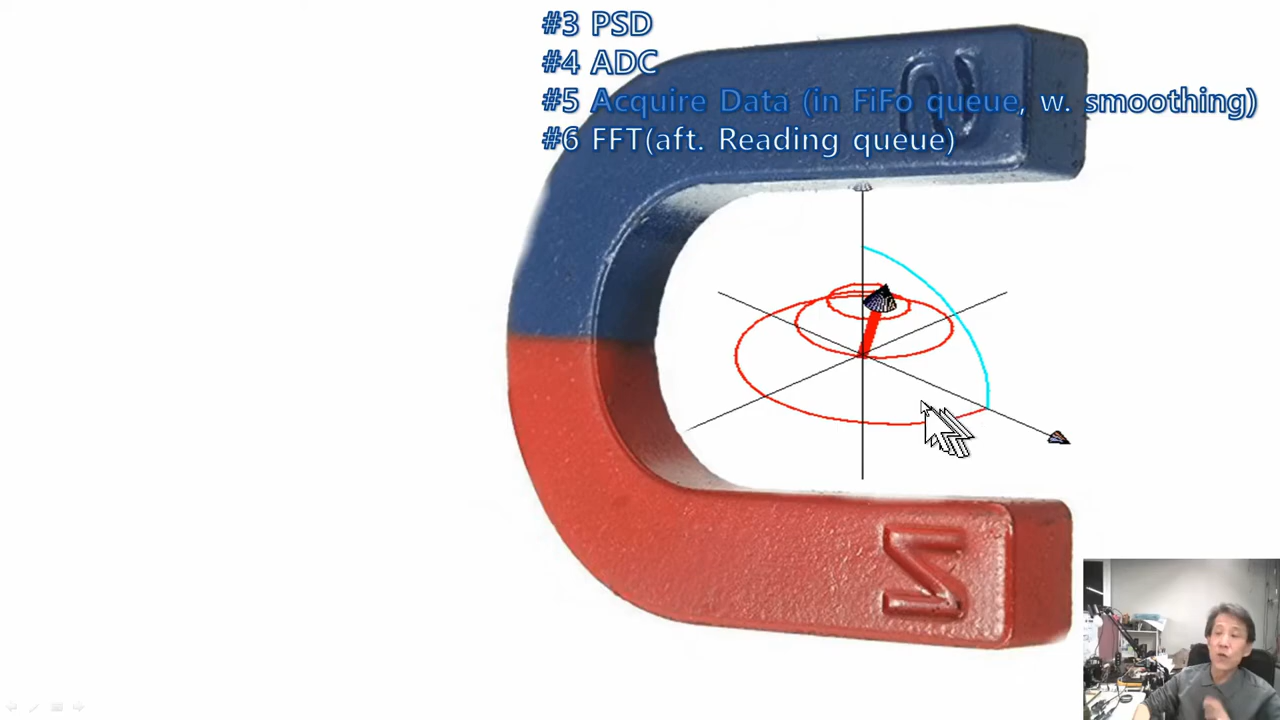 #3 PSD
#4 ADC
#5 Acquire Data (in FiFo queue, w. smoothing)
#6 FFT(aft. Reading queue)
S
N